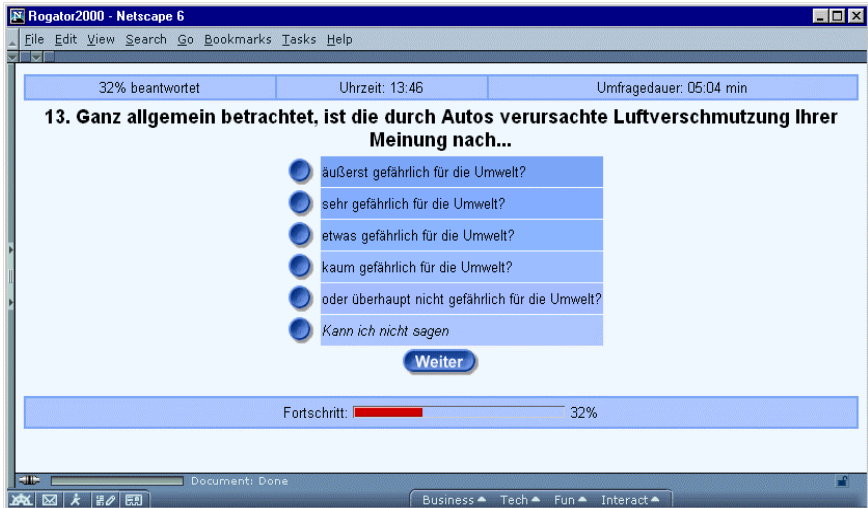 Rogator2000 - Netscape 6
File Edit View Search Go Bookmarks Tasks Help
32% beantwortet Uhrzeit: 13:46 Umfragedauer: 05:04 min
13. Ganz allgemein betrachtet, ist die durch Autos verursachte Luftverschmutzung Ihrer
Meinung nach...
äußerst gefährlich für die Umwelt?
sehr gefährlich für die Umwelt?
etwas gefährlich für die Umwelt?
kaum gefährlich für die Umwelt?
oder überhaupt nicht gefährlich für die Umwelt?
Kann ich nicht sagen
Weiter
Fortschritt: 32%
Document: Done
Business Tech Fun Interact